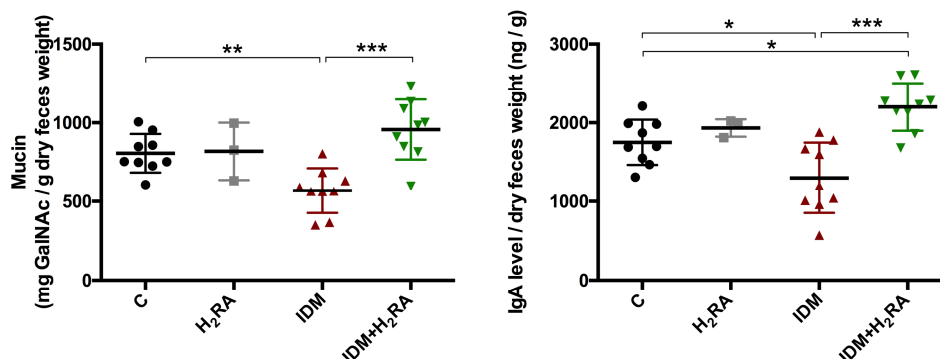 Mucin
(mg GalNAc / g dry feces weight)
1500
1000
500
0
**
***
C
H₂RA
IDM
IDM+H₂RA
IgA level / dry feces weight (ng / g)
3000
2000
1000
0
*
***
*
C
H₂RA
IDM
IDM+H₂RA